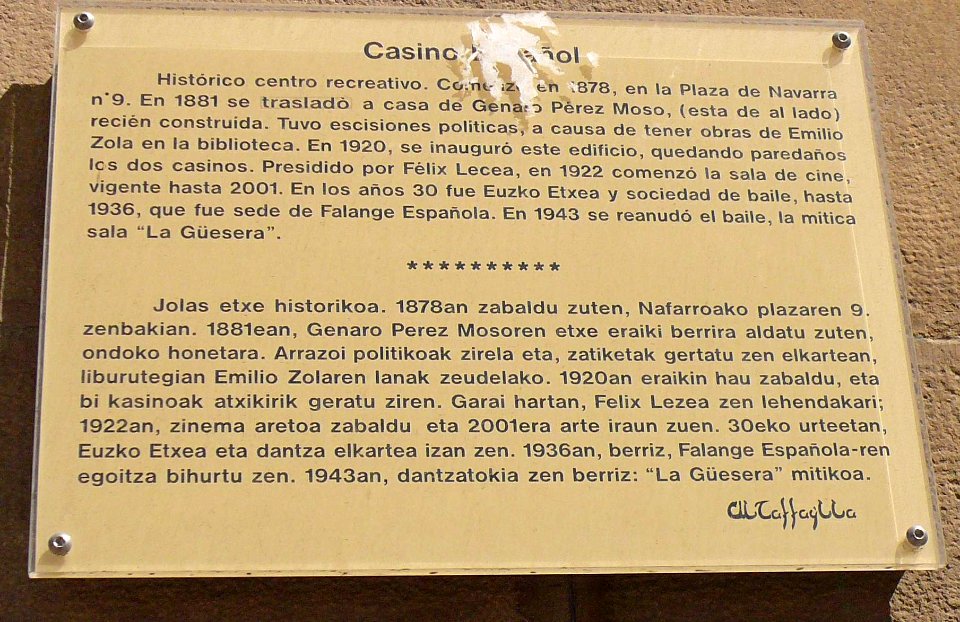 Casino
Histórico centro recreativo. en 1878, en la Plaza de Navarra
n°9. En 1881 se trasladò a casa de Genaro Pèrez Moso, (esta de al lado)
recién construida. Tuvo escisiones politicas, a causa de tener obras de Emilio
Zola en la biblioteca. En 1920, se inauguró este edificio, quedando paredaños
los dos casinos. Presidido por Félix Lecea, en 1922 comenzó la sala de cine,
vigente hasta 2001. En los años 30 fue Euzko Etxea y sociedad de baile, hasta
1936, que fue sede de Falange Española. En 1943 se reanudó el baile, la mitica
sala “La Güesera”.
**********
Jolas etxe historikoa. 1878an zabaldu zuten, Nafarroako plazaren 9.
zenbakian. 1881ean, Genaro Perez Mosoren etxe eraiki berrira aldatu zuten,
ondoko honetara. Arrazoi politikoak zirela eta, zatiketak gertatu zen elkartean,
liburutegian Emilio Zolaren lanak zeudelako. 1920an eraikin hau zabaldu, eta
bi kasinoak atxikirik geratu ziren. Garai hartan, Felix Lezea zen lehendakari;
1922an, zinema aretoa zabaldu eta 2001era arte iraun zuen. 30eko urteetan,
Euzko Etxea eta dantza elkartea izan zen. 1936an, berriz, Falange Española-ren
egoitza bihurtu zen. 1943an, dantzatokia zen berriz: “La Güesera” mitikoa.
Altaffaylla